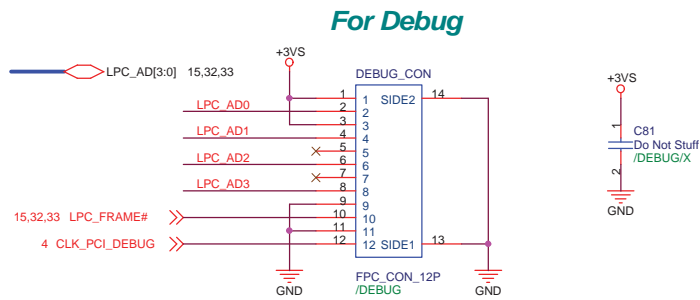 For Debug
LPC_AD[3:0] 15,32,33
+3VS
DEBUG_CON
1 1 SIDE2 14
LPC_AD0 2 2
3 3
LPC_AD1 4 4
5 5
LPC_AD2 6 6
7 7
LPC_AD3 8 8
9 9
15,32,33 LPC_FRAME# 10 10
11 11
4 CLK_PCI_DEBUG 12 12 SIDE1 13
GND
FPC_CON_12P
/DEBUG
GND
+3VS
1
C81
Do Not Stuff
/DEBUG/X
2
GND